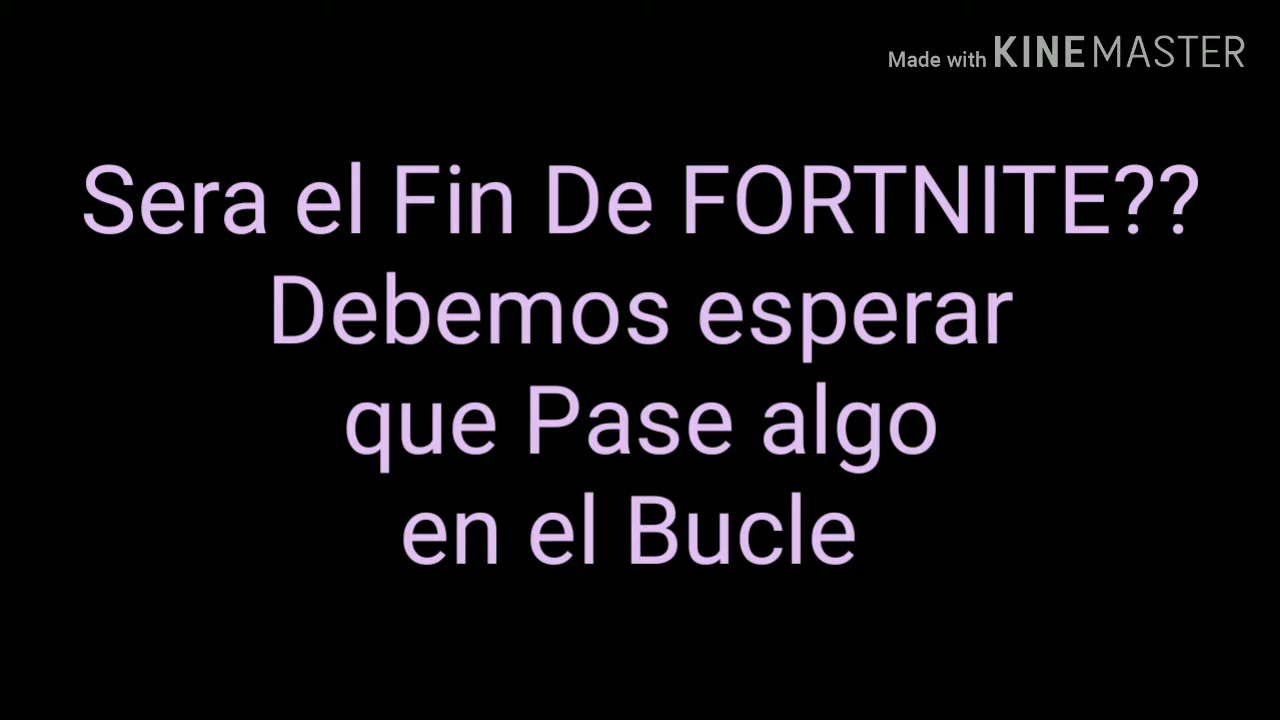 Made with KINEMASTER
Sera el Fin De FORTNITE??
Debemos esperar
que Pase algo
en el Bucle